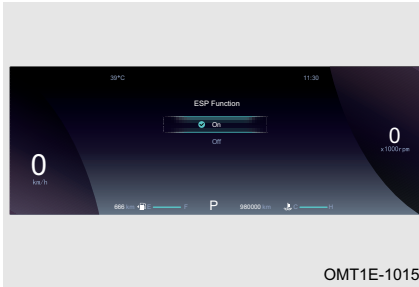 39°C 11:30
ESP Function
On
Off
0
km/h
0
x1000rpm
666 km E F P 980000 km C H
OMT1E-1015